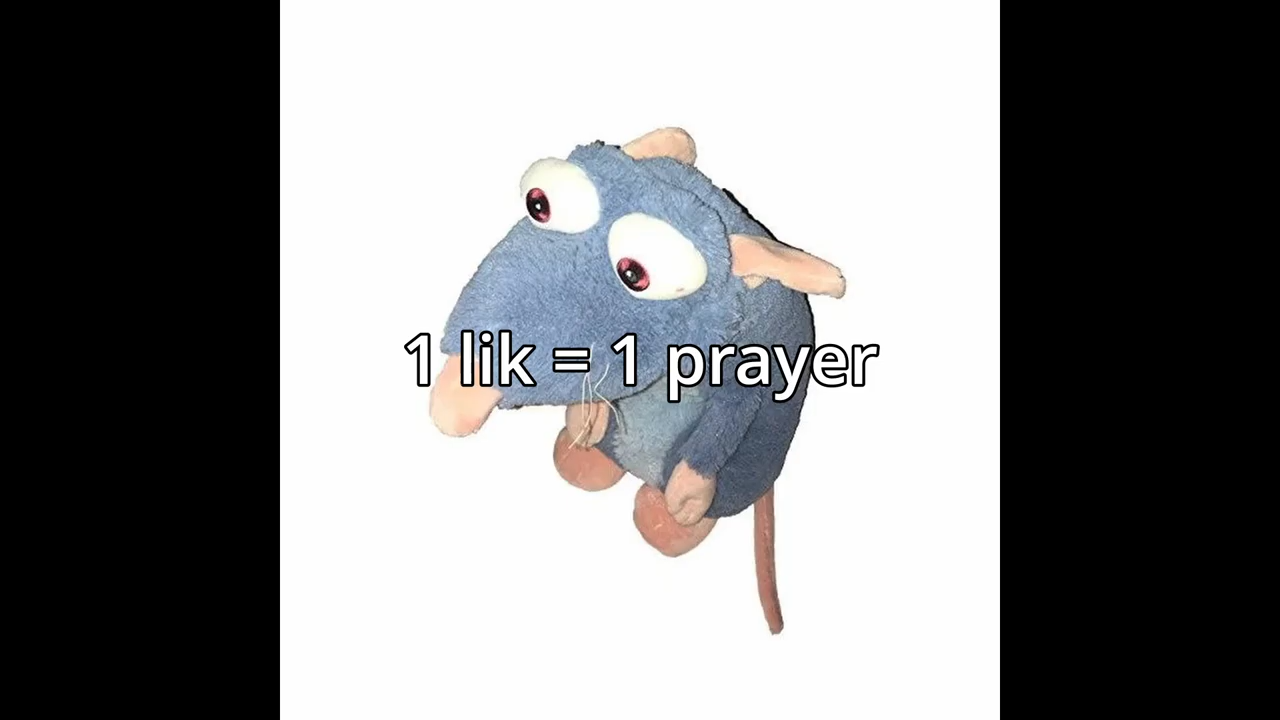 1 lik = 1 prayer